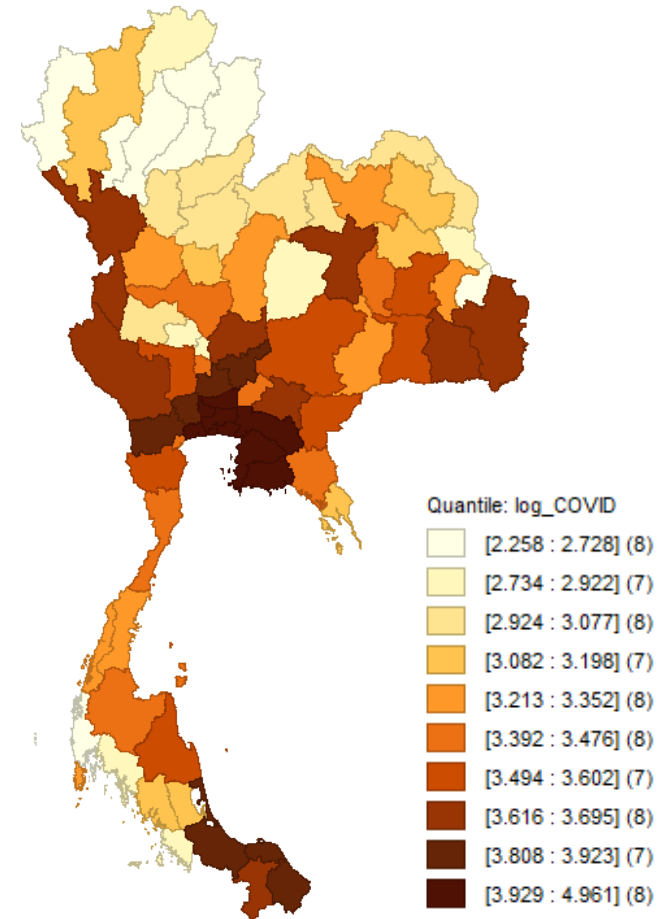 Quantile: log_COVID
[2.258 : 2.728] (8)
[2.734 : 2.922] (7)
[2.924 : 3.077] (8)
[3.082 : 3.198] (7)
[3.213 : 3.352] (8)
[3.392 : 3.476] (8)
[3.494 : 3.602] (7)
[3.616 : 3.695] (8)
[3.808 : 3.923] (7)
[3.929 : 4.961] (8)